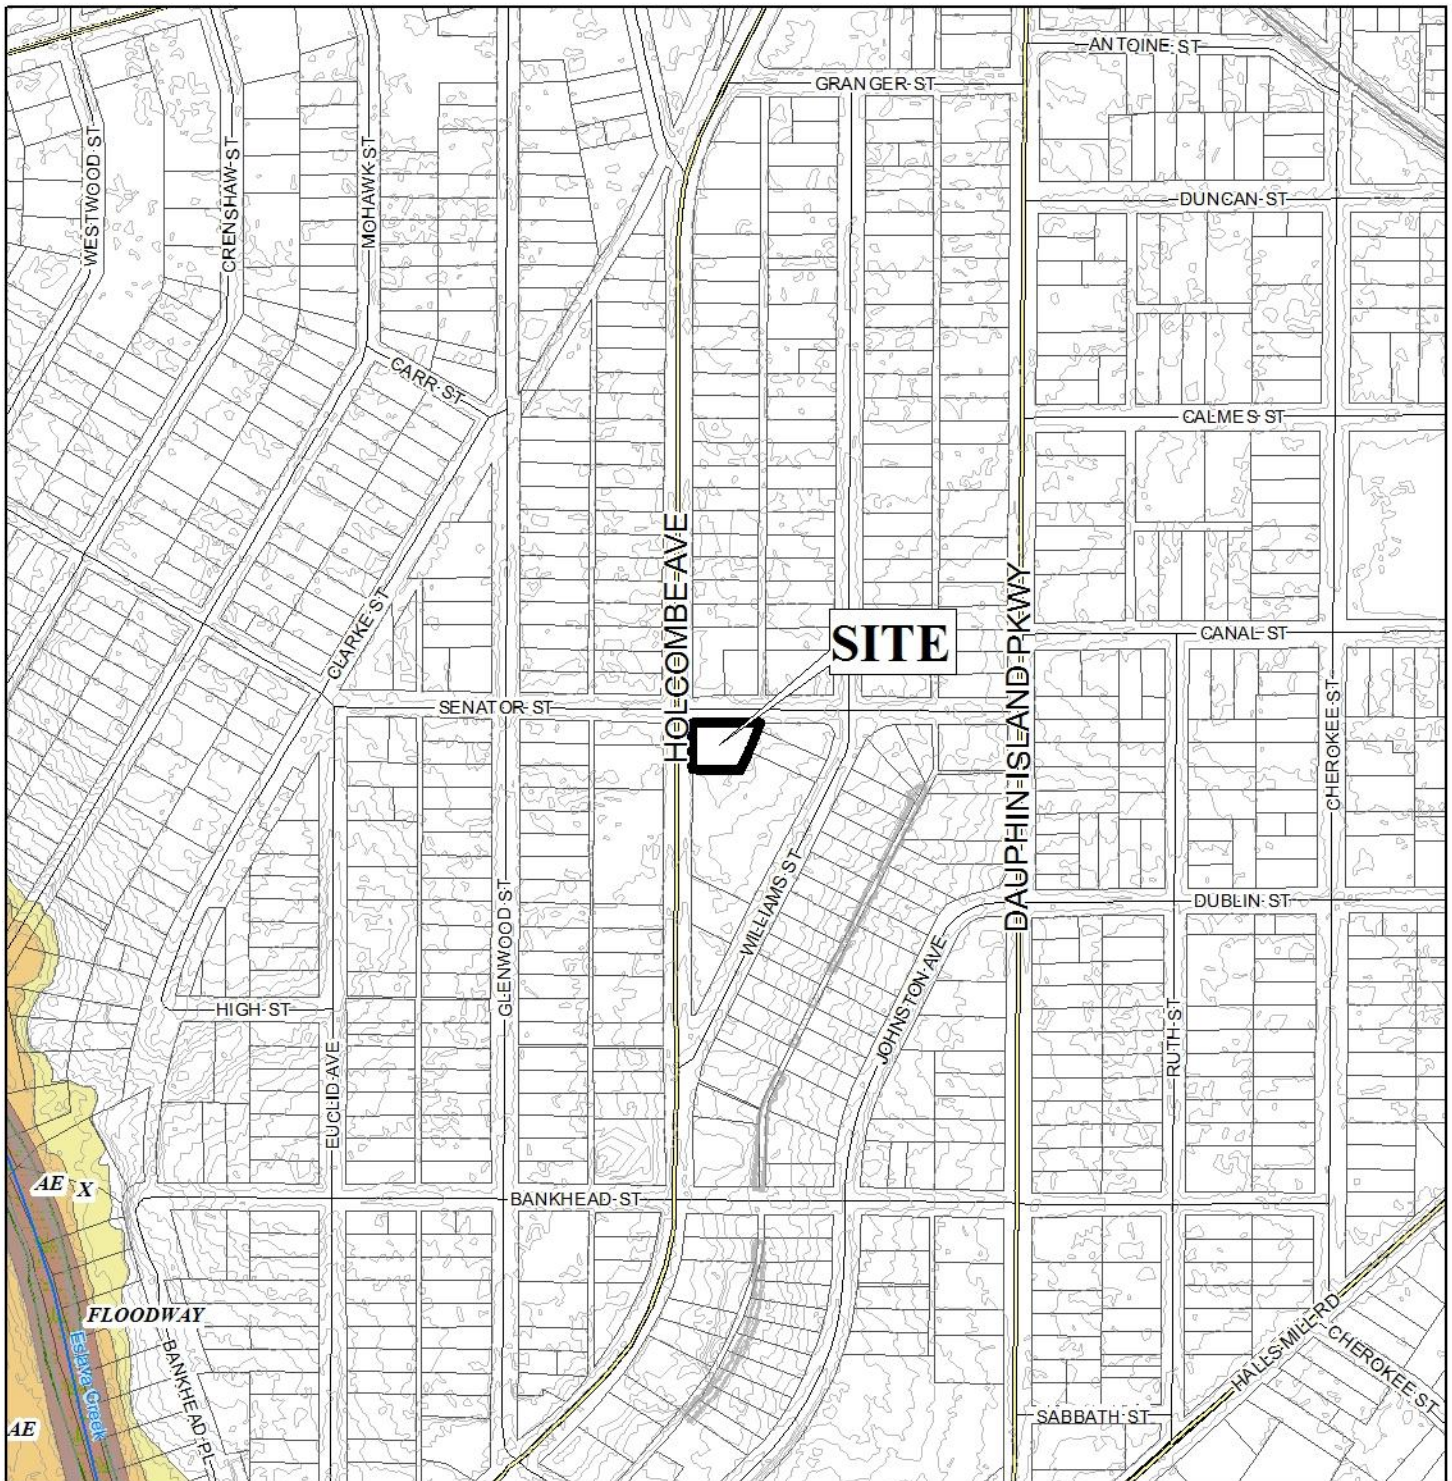 ANTOINE ST
GRANGER ST
WESTWOOD ST
CRENSHAW ST
MOHAWK ST
DUNCAN ST
CARR ST
CALMES ST
HOLCOMBE AVE
DAUPHIN ISLAND PKWY
CLARKE ST
SITE
CANAL ST
SENATOR ST
CHEROKEE ST
WILLIAMS ST
GLENWOOD ST
DUBLIN ST
JOHNSTON AVE
HIGH ST
RUTH ST
EUCLID AVE
AE X
BANKHEAD ST
FLOODWAY
Eslava Creek
BANKHEAD PL
HALLS MILL RD
CHEROKEE ST
AE
SABBATH ST